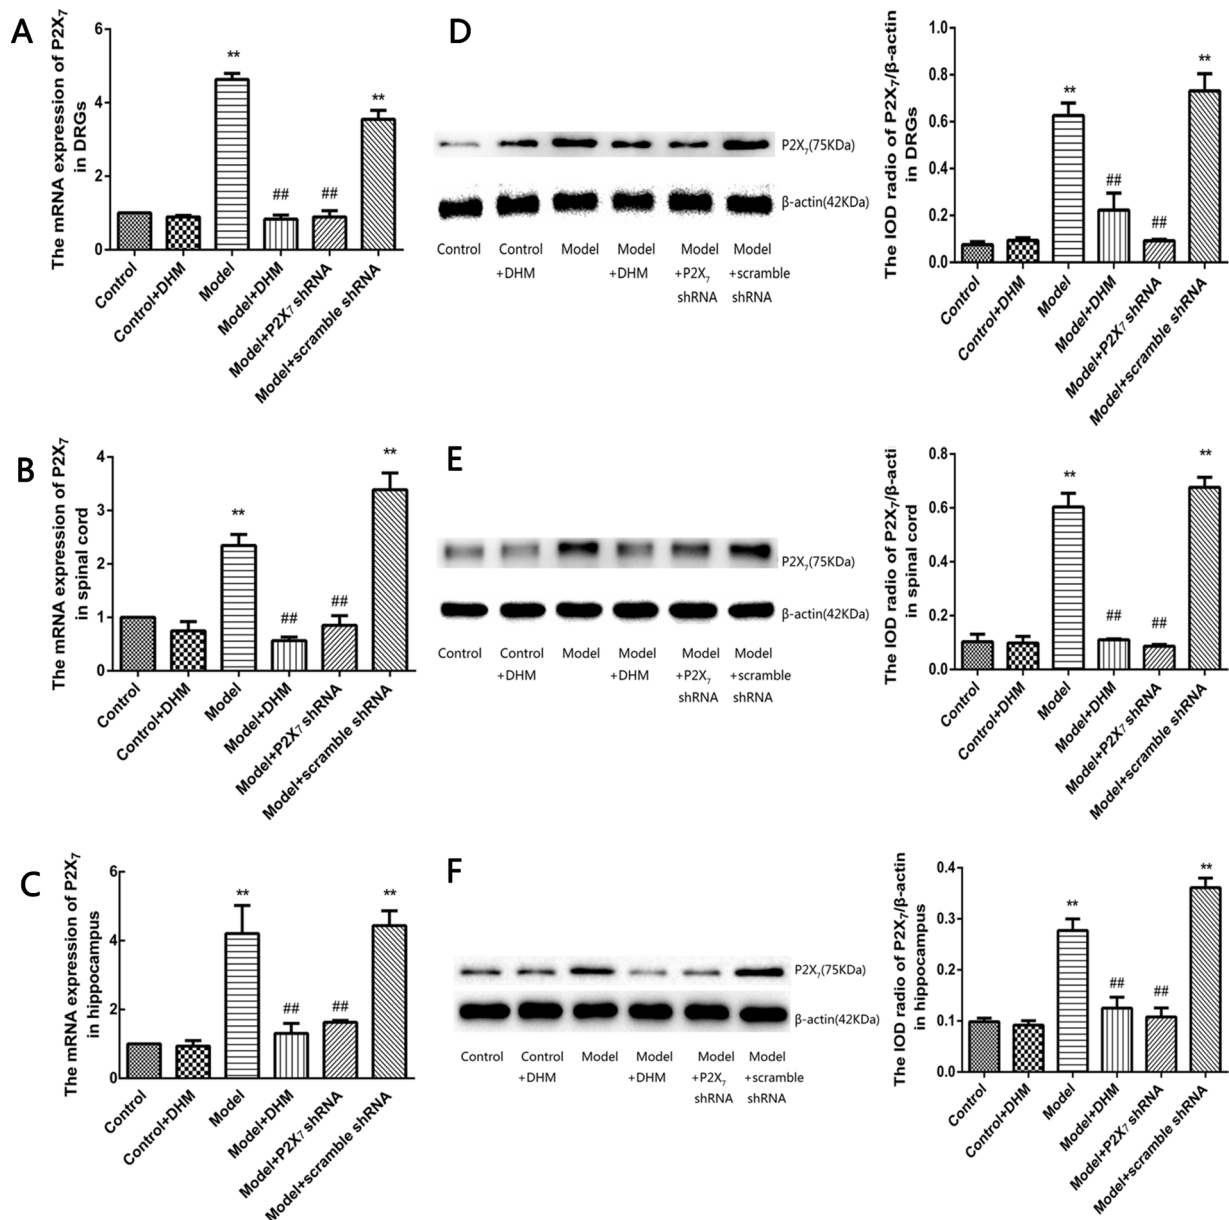 A
The mRNA expression of P2X7
in DRGs
6
4
2
0
**
##
##
**
Control
Control+DHM
Model
Model+DHM
Model+P2X7 shRNA
Model+scramble shRNA
D
P2X7(75KDa)
β-actin(42KDa)
Control
Control
+DHM
Model
Model
+DHM
Model
+P2X7
shRNA
Model
+scramble
shRNA
The IOD radio of P2X7/β-actin
in DRGs
1.0
0.8
0.6
0.4
0.2
0.0
**
##
##
**
Control
Control+DHM
Model
Model+DHM
Model+P2X7 shRNA
Model+scramble shRNA
B
The mRNA expression of P2X7
in spinal cord
4
3
2
1
0
**
##
##
**
Control
Control+DHM
Model
Model+DHM
Model+P2X7 shRNA
Model+scramble shRNA
E
P2X7(75KDa)
β-actin(42KDa)
Control
Control
+DHM
Model
Model
+DHM
Model
+P2X7
shRNA
Model
+scramble
shRNA
The IOD radio of P2X7/β-acti
in spinal cord
0.8
0.6
0.4
0.2
0.0
**
##
##
**
Control
Control+DHM
Model
Model+DHM
Model+P2X7 shRNA
Model+scramble shRNA
C
The mRNA expression of P2X7
in hippocampus
6
4
2
0
**
##
##
**
Control
Control+DHM
Model
Model+DHM
Model+P2X7 shRNA
Model+scramble shRNA
F
P2X7(75KDa)
β-actin(42KDa)
Control
Control
+DHM
Model
Model
+DHM
Model
+P2X7
shRNA
Model
+scramble
shRNA
The IOD radio of P2X7/β-actin
in hippocampus
0.4
0.3
0.2
0.1
0.0
**
##
##
**
Control
Control+DHM
Model
Model+DHM
Model+P2X7 shRNA
Model+scramble shRNA